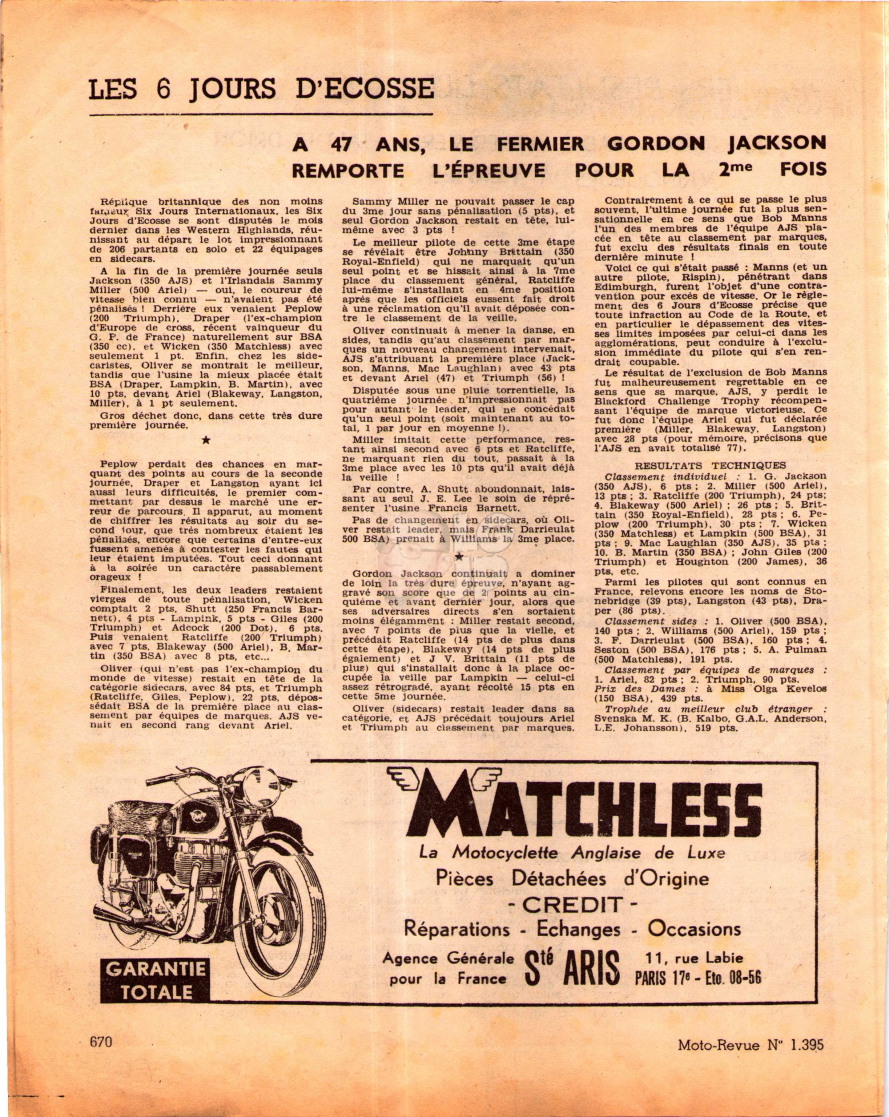 LES 6 JOURS D'ECOSSE
A 47 ANS, LE FERMIER GORDON JACKSON
REMPORTE L'ÉPREUVE POUR LA 2me FOIS
Réplique britannique des non moins
fameux Six Jours Internationaux, les Six
Jours d'Ecosse se sont disputés le mois
dernier dans les Western Highlands, réu-
nissant au départ le lot impressionnant
de 206 partants en solo et 22 équipages
en sidecars.
A la fin de la première journée seuls
Jackson (350 AJS) et l'Irlandais Sammy
Miller (500 Ariel) — oui, le coureur de
vitesse bien connu — n'avaient pas été
pénalisés ! Derrière eux venaient Peplow
(200 Triumph), Draper (l'ex-champion
d'Europe de cross, récent vainqueur du
G. P. de France) naturellement sur BSA
(350 cc), et Wicken (350 Matchless) avec
seulement 1 pt. Enfin, chez les side-
caristes, Oliver se montrait le meilleur,
tandis que l'usine la mieux placée était
BSA (Draper, Lampkin, B. Martin), avec
10 pts, devant Ariel (Blakeway, Langston,
Miller), à 1 pt seulement.
Gros déchet donc, dans cette très dure
première journée.
★
Peplow perdait des chances en mar-
quant des points au cours de la seconde
journée, Draper et Langston ayant ici
aussi leurs difficultés, le premier com-
mettant par dessus le marché une er-
reur de parcours. Il apparut, au moment
de chiffrer les résultats au soir du se-
cond jour, que très nombreux étaient les
pénalisés, encore que certains d'entre-eux
fussent amenés à contester les fautes qui
leur étaient imputées. Tout ceci donnant
à la soirée un caractère passablement
orageux !
Finalement, les deux leaders restaient
vierges de toute pénalisation, Wicken
comptait 2 pts, Shutt (250 Francis Bar-
nett), 4 pts - Lampink, 5 pts - Giles (200
Triumph) et Adcock (200 Dot), 6 pts.
Puis venaient Ratcliffe (200 Triumph)
avec 7 pts, Blakeway (500 Ariel), B. Mar-
tin (350 BSA) avec 8 pts, etc...
Oliver (qui n'est pas l'ex-champion du
monde de vitesse) restait en tête de la
catégorie sidecars, avec 84 pts, et Triumph
(Ratcliffe, Giles, Peplow), 22 pts, dépos-
sédait BSA de la première place au clas-
sement par équipes de marques. AJS ve-
nait en second rang devant Ariel.
Sammy Miller ne pouvait passer le cap
du 3me jour sans pénalisation (5 pts), et
seul Gordon Jackson restait en tête, lui-
même avec 3 pts !
Le meilleur pilote de cette 3me étape
se révélait être Johnny Brittain (350
Royal-Enfield) qui ne marquait qu'un
seul point et se hissait ainsi à la 7me
place du classement général, Ratcliffe
lui-même s'installant en 4me position
après que les officiels eussent fait droit
à une réclamation qu'il avait déposée con-
tre le classement de la veille.
Oliver continuait à mener la danse, en
sides, tandis qu'au classement par mar-
ques un nouveau changement intervenait,
AJS s'attribuant la première place (Jack-
son, Manns, Mac Laughlan) avec 43 pts
et devant Ariel (47) et Triumph (56) !
Disputée sous une pluie torrentielle, la
quatrième journée n'impressionnait pas
pour autant le leader, qui ne concédait
qu'un seul point (soit maintenant au to-
tal, 1 par jour en moyenne !).
Miller imitait cette performance, res-
tant ainsi second avec 6 pts et Ratcliffe,
ne marquant rien du tout, passait à la
3me place avec les 10 pts qu'il avait déjà
la veille !
Par contre, A. Shutt abondonnait, lais-
sant au seul J. E. Lee le soin de répré-
senter l'usine Francis Barnett.
Pas de changement en sidecars, où Oli-
ver restait leader, mais Frark Darrieulat
500 BSA) prenait à Williams la 3me place.
★
Gordon Jackson continuait à dominer
de loin la très dure épreuve, n'ayant ag-
gravé son score que de 2 points au cin-
quième et avant dernier jour, alors que
ses adversaires directs s'en sortaient
moins élégamment : Miller restait second,
avec 7 points de plus que la vielle, et
précédait Ratcliffe (14 pts de plus dans
cette étape), Blakeway (14 pts de plus
également) et J V. Brittain (11 pts de
plus) qui s'installait donc à la place oc-
cupée la veille par Lampkin — celui-ci
assez rétrogradé, ayant récolté 15 pts en
cette 5me journée.
Oliver (sidecars) restait leader dans sa
catégorie, et AJS précédait toujours Ariel
et Triumph au classement par marques.
Contrairement à ce qui se passe le plus
souvent, l'ultime journée fut la plus sen-
sationnelle en ce sens que Bob Manns
l'un des membres de l'équipe AJS pla-
cée en tête au classement par marques,
fut exclu des résultats finals en toute
dernière minute !
Voici ce qui s'était passé : Manns (et un
autre pilote, Rispin), pénétrant dans
Edimburgh, furent l'objet d'une contra-
vention pour excés de vitesse. Or le règle-
ment des 6 Jours d'Ecosse précise que
toute infraction au Code de la Route, et
en particulier le dépassement des vites-
ses limites imposées par celui-ci dans les
agglomérations, peut conduire à l'exclu-
sion immédiate du pilote qui s'en ren-
drait coupable.
Le résultat de l'exclusion de Bob Manns
fut malheureusement regrettable en ce
sens que sa marque, AJS, y perdit le
Blackford Challenge Trophy récompen-
sant l'équipe de marque victorieuse. Ce
fut donc l'équipe Ariel qui fut déclarée
première (Miller, Blakeway, Langston)
avec 28 pts (pour mémoire, précisons que
l'AJS en avait totalisé 77).
RESULTATS TECHNIQUES
Classement individuel : 1. G. Jackson
(350 AJS), 6 pts ; 2. Miller (500 Ariel),
13 pts ; 3. Ratcliffe (200 Triumph), 24 pts;
4. Blakeway (500 Ariel) ; 26 pts ; 5. Brit-
tain (350 Royal-Enfield), 28 pts ; 6. Pe-
plow (200 Triumph), 30 pts ; 7. Wicken
(350 Matchless) et Lampkin (500 BSA), 31
pts ; 9. Mac Laughlan (350 AJS), 35 pts ;
10. B. Martin (350 BSA) ; John Giles (200
Triumph) et Houghton (200 James), 36
pts, etc.
Parmi les pilotes qui sont connus en
France, relevons encore les noms de Sto-
nebridge (39 pts), Langston (43 pts), Dra-
per (86 pts).
Classement sides : 1. Oliver (500 BSA),
140 pts ; 2. Williams (500 Ariel), 159 pts ;
3. F. Darrieulat (500 BSA), 160 pts ; 4.
Seston (500 BSA), 176 pts ; 5. A. Pulman
(500 Matchless), 191 pts.
Classement par équipes de marques :
1. Ariel, 82 pts ; 2. Triumph, 90 pts.
Prix des Dames : à Miss Olga Kevelos
(150 BSA), 439 pts.
Trophée au meilleur club étranger :
Svenska M. K. (B. Kalbo, G.A.L. Anderson,
L.E. Johansson), 519 pts.
MATCHLESS
La Motocyclette Anglaise de Luxe
Pièces Détachées d'Origine
- CREDIT -
Réparations - Echanges - Occasions
Agence Générale
pour la France
Sté ARIS
11, rue Labie
PARIS 17e - Eto. 08-56
GARANTIE
TOTALE
670
Moto-Revue N° 1.395